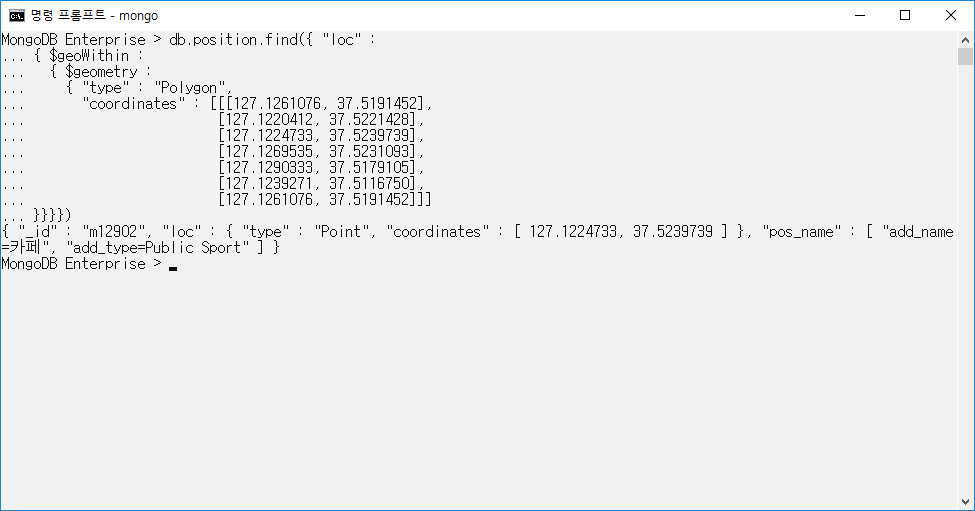 명령 프롬프트 - mongo
MongoDB Enterprise > db.position.find({ "loc" :
... { $geoWithin :
...   { $geometry :
...     { "type" : "Polygon",
...       "coordinates" : [[[127.1261076, 37.5191452],
...                        [127.1220412, 37.5221428],
...                        [127.1224733, 37.5239739],
...                        [127.1269535, 37.5231093],
...                        [127.1290333, 37.5179105],
...                        [127.1239271, 37.5116750],
...                        [127.1261076, 37.5191452]]]
... }}}})
{ "_id" : "m12902", "loc" : { "type" : "Point", "coordinates" : [ 127.1224733, 37.5239739 ] }, "pos_name" : [ "add_name
=카페", "add_type=Public Sport" ] }
MongoDB Enterprise >